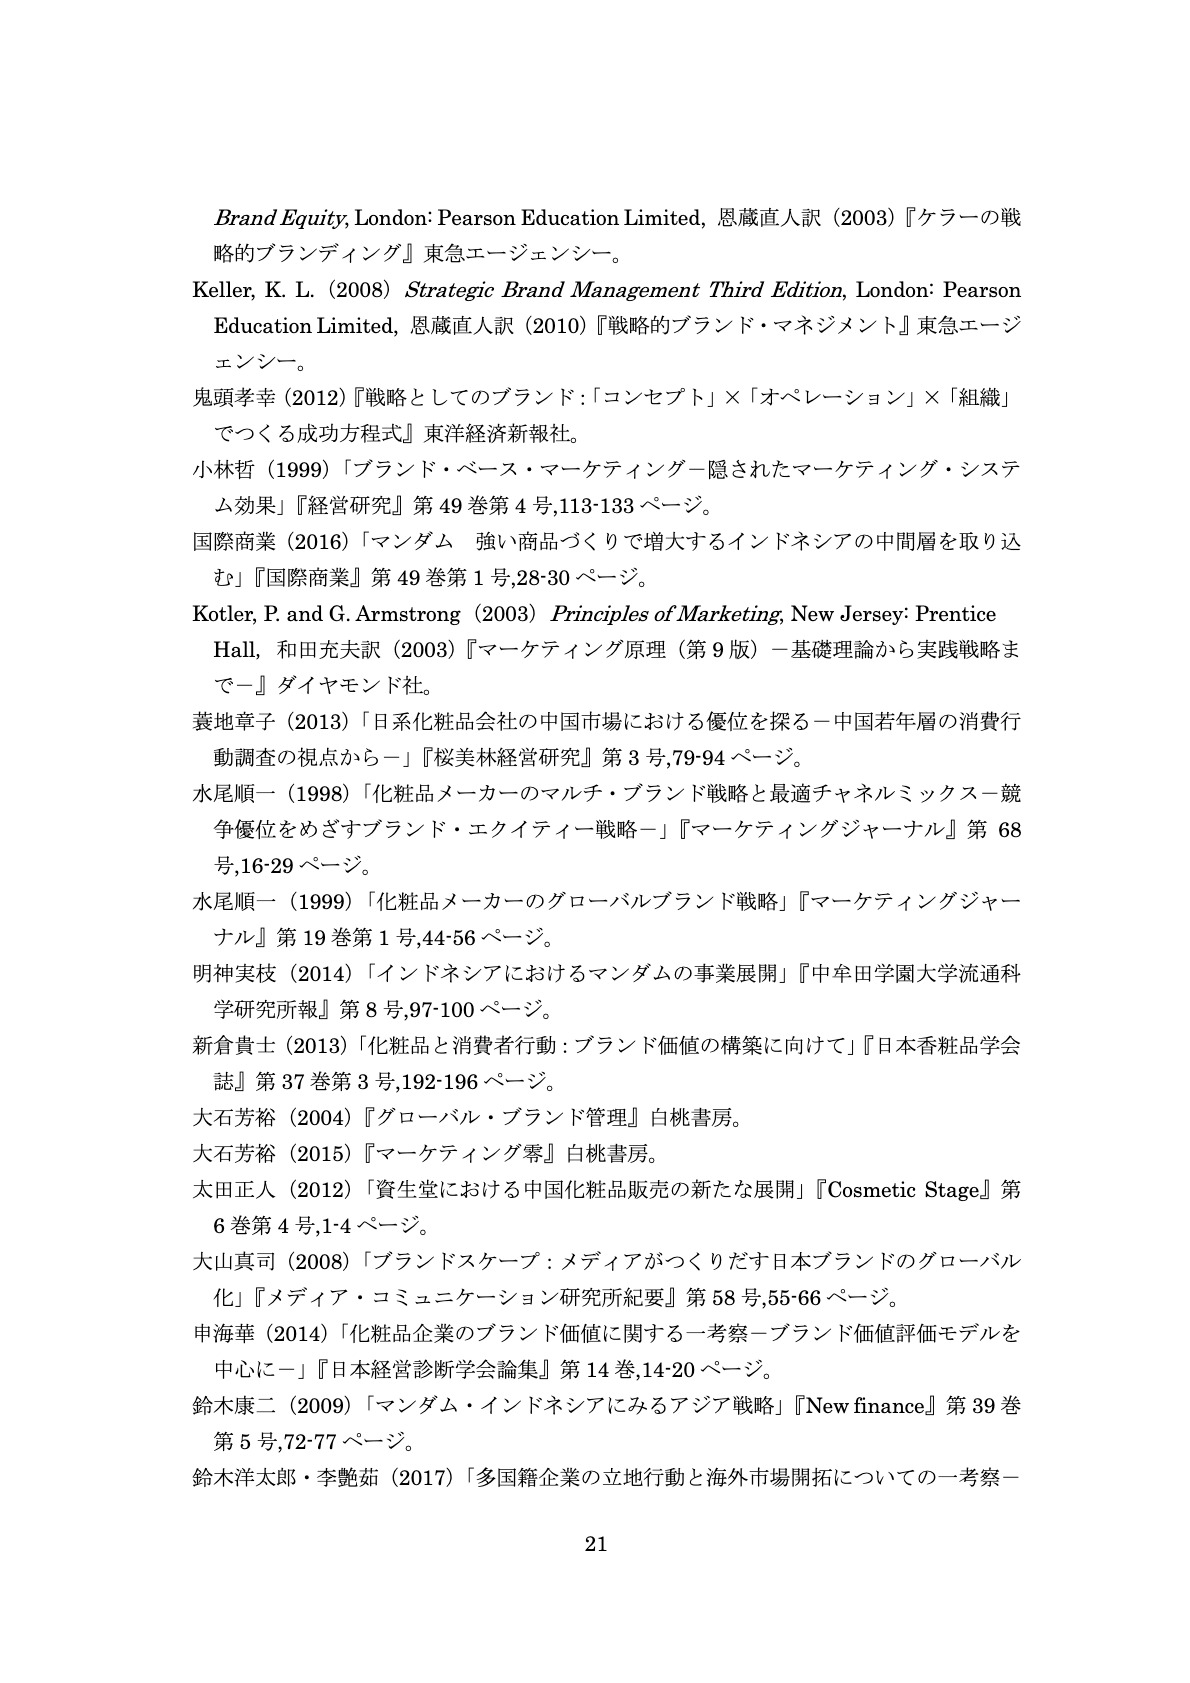 Brand Equity, London: Pearson Education Limited, 恩蔵直人訳（2003）『ケラーの戦
略的ブランディング』東急エージェンシー。
Keller, K. L.（2008）Strategic Brand Management Third Edition, London: Pearson
Education Limited, 恩蔵直人訳（2010）『戦略的ブランド・マネジメント』東急エージ
ェンシー。
鬼頭孝幸（2012）『戦略としてのブランド：「コンセプト」×「オペレーション」×「組織」
でつくる成功方程式』東洋経済新報社。
小林哲（1999）「ブランド・ベース・マーケティング－隠されたマーケティング・システ
ム効果」『経営研究』第 49 巻第 4 号,113-133 ページ。
国際商業（2016）「マンダム　強い商品づくりで増大するインドネシアの中間層を取り込
む」『国際商業』第 49 巻第 1 号,28-30 ページ。
Kotler, P. and G. Armstrong（2003）Principles of Marketing, New Jersey: Prentice
Hall, 和田充夫訳（2003）『マーケティング原理（第 9 版）－基礎理論から実践戦略ま
で－』ダイヤモンド社。
蓑地章子（2013）「日系化粧品会社の中国市場における優位を探る－中国若年層の消費行
動調査の視点から－」『桜美林経営研究』第 3 号,79-94 ページ。
水尾順一（1998）「化粧品メーカーのマルチ・ブランド戦略と最適チャネルミックス－競
争優位をめざすブランド・エクイティー戦略－」『マーケティングジャーナル』第 68
号,16-29 ページ。
水尾順一（1999）「化粧品メーカーのグローバルブランド戦略」『マーケティングジャー
ナル』第 19 巻第 1 号,44-56 ページ。
明神実枝（2014）「インドネシアにおけるマンダムの事業展開」『中牟田学園大学流通科
学研究所報』第 8 号,97-100 ページ。
新倉貴士（2013）「化粧品と消費者行動：ブランド価値の構築に向けて」『日本香粧品学会
誌』第 37 巻第 3 号,192-196 ページ。
大石芳裕（2004）『グローバル・ブランド管理』白桃書房。
大石芳裕（2015）『マーケティング零』白桃書房。
太田正人（2012）「資生堂における中国化粧品販売の新たな展開」『Cosmetic Stage』第
6 巻第 4 号,1-4 ページ。
大山真司（2008）「ブランドスケープ：メディアがつくりだす日本ブランドのグローバル
化」『メディア・コミュニケーション研究所紀要』第 58 号,55-66 ページ。
申海華（2014）「化粧品企業のブランド価値に関する一考察－ブランド価値評価モデルを
中心に－」『日本経営診断学会論集』第 14 巻,14-20 ページ。
鈴木康二（2009）「マンダム・インドネシアにみるアジア戦略」『New finance』第 39 巻
第 5 号,72-77 ページ。
鈴木洋太郎・李艶茹（2017）「多国籍企業の立地行動と海外市場開拓についての一考察－
21